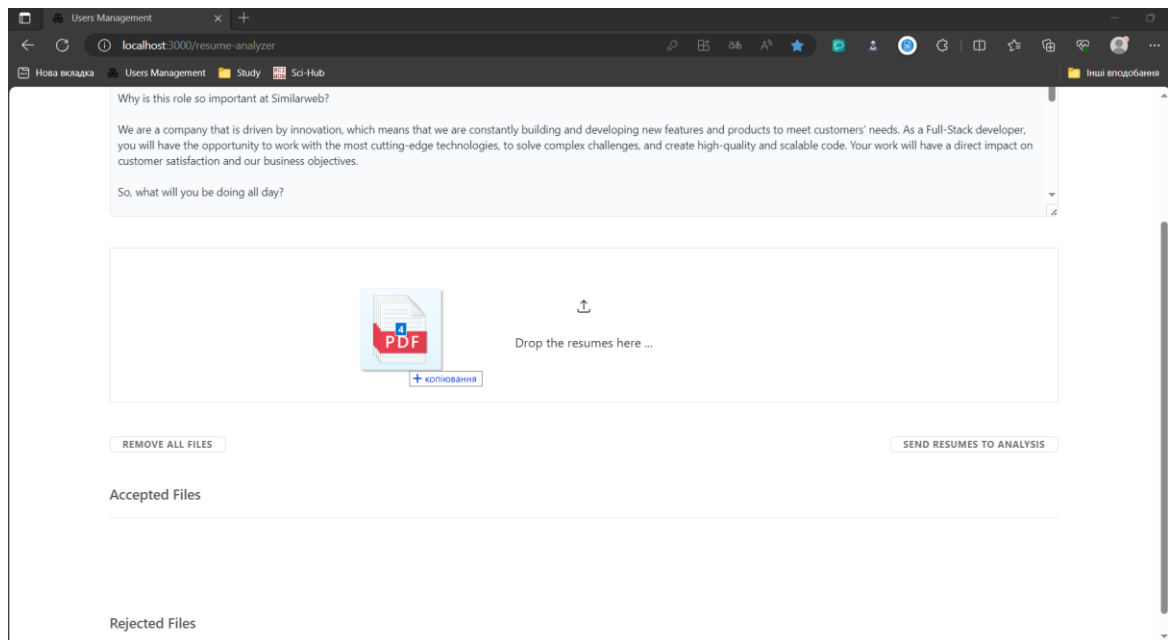 Users Management
localhost:3000/resume-analyzer
Нова вкладка Users Management Study Sci-Hub Інші вподобання
Why is this role so important at Similarweb?
We are a company that is driven by innovation, which means that we are constantly building and developing new features and products to meet customers' needs. As a Full-Stack developer,
you will have the opportunity to work with the most cutting-edge technologies, to solve complex challenges, and create high-quality and scalable code. Your work will have a direct impact on
customer satisfaction and our business objectives.
So, what will you be doing all day?
4
PDF
Drop the resumes here ...
+ копіювання
REMOVE ALL FILES SEND RESUMES TO ANALYSIS
Accepted Files
Rejected Files